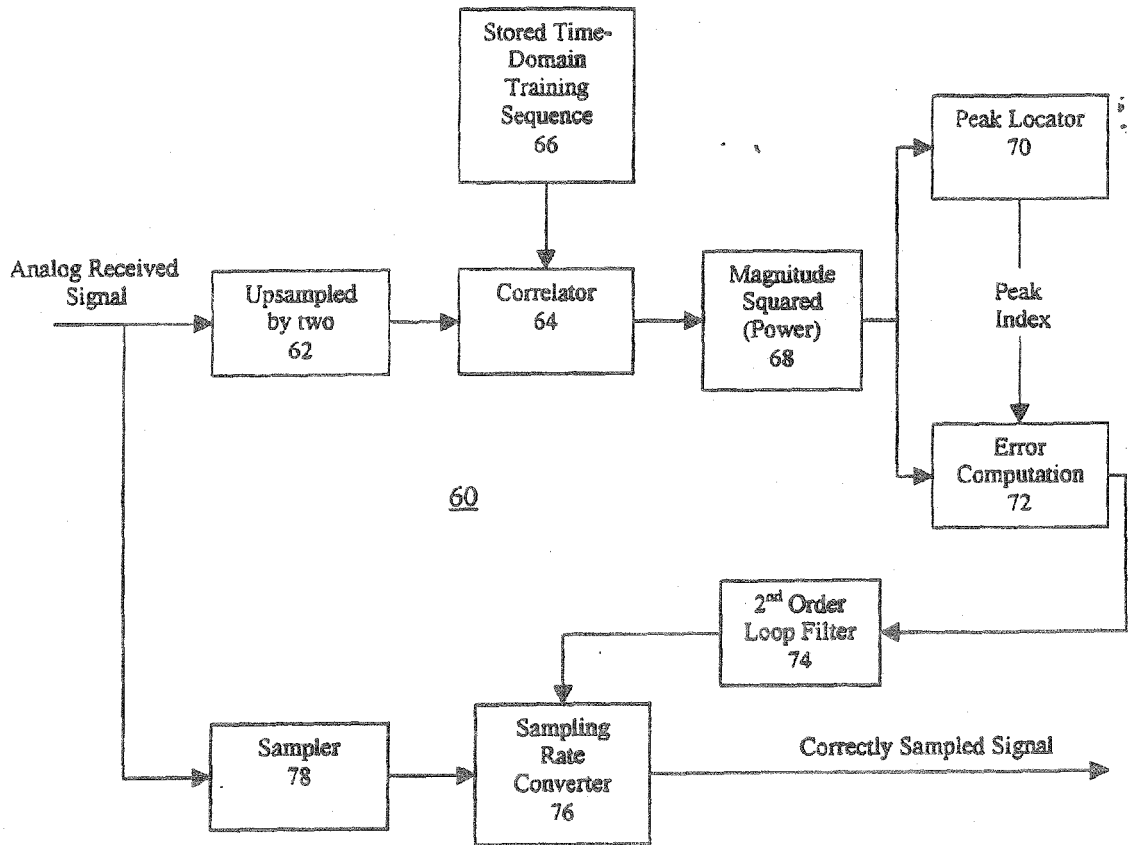 Stored Time-
Domain
Training
Sequence
66
Peak Locator
70
Analog Received
Signal
Upsampled
by two
62
Correlator
64
Magnitude
Squared
(Power)
68
Peak
Index
Error
Computation
72
60
2nd Order
Loop Filter
74
Sampler
78
Sampling
Rate
Converter
76
Correctly Sampled Signal